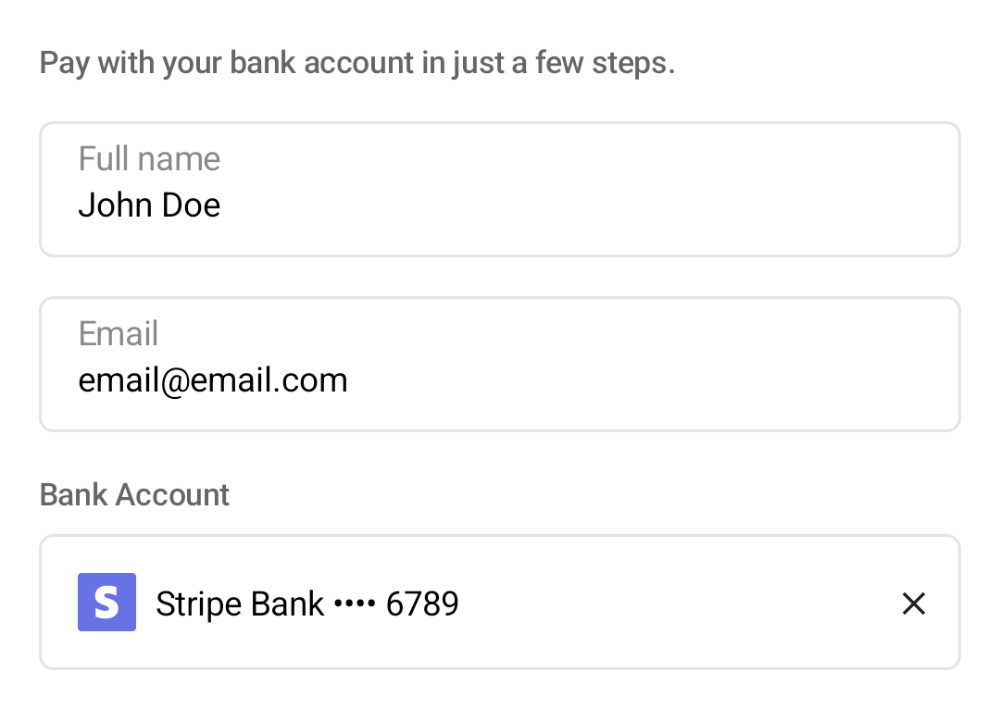 Pay with your bank account in just a few steps.
Full name
John Doe
Email
email@email.com
Bank Account
S Stripe Bank •••• 6789